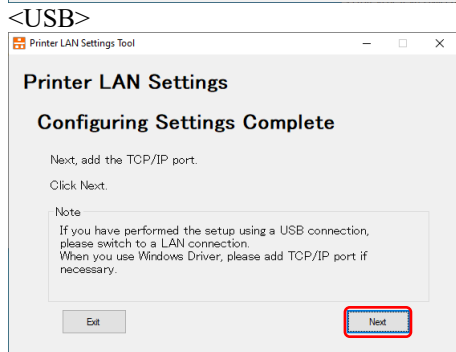 <USB>
Printer LAN Settings Tool
Printer LAN Settings
Configuring Settings Complete
Next, add the TCP/IP port.
Click Next.
Note
If you have performed the setup using a USB connection,
please switch to a LAN connection.
When you use Windows Driver, please add TCP/IP port if
necessary.
Exit
Next